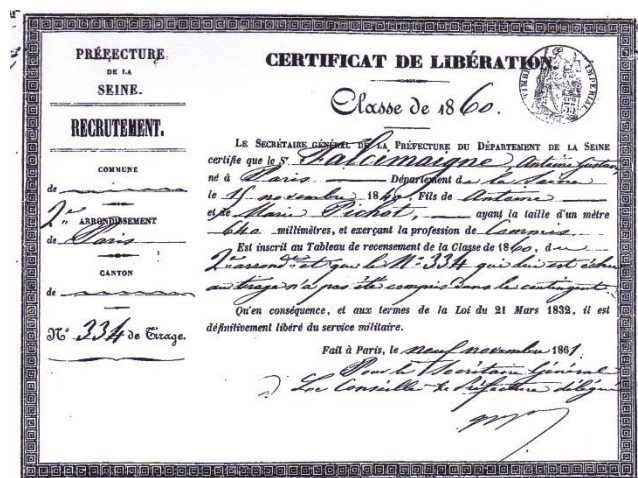 PRÉFECTURE
DE LA
SEINE.
RECRUTEMENT.
COMMUNE
de
2e ARRONDISSEMENT
de Paris
CANTON
de
N° 334 de Tirage.
CERTIFICAT DE LIBÉRATION.
TIMBRE IMPÉRIAL
Classe de 1860.
LE SECRÉTAIRE GÉNÉRAL DE LA PRÉFECTURE DU DÉPARTEMENT DE LA SEINE
certifie que le Sr Falcimaigne, Antoine Gustave
né à Paris Département de la Seine
le 15 novembre 1840, Fils de Antoine
et de Marie Pichot, ayant la taille d'un mètre
640 millimètres, et exerçant la profession de Commis.
Est inscrit au Tableau de recensement de la Classe de 1860, du
2e arrondt et que le N° 334 qui lui est échu
au tirage n'a pas été compris dans le contingent
Qu'en conséquence, et aux termes de la Loi du 21 Mars 1832, il est
définitivement libéré du service militaire.
Fait à Paris, le neuf novembre 1861.
Pour le Secrétaire Général
Le Conseiller de Préfecture délégué